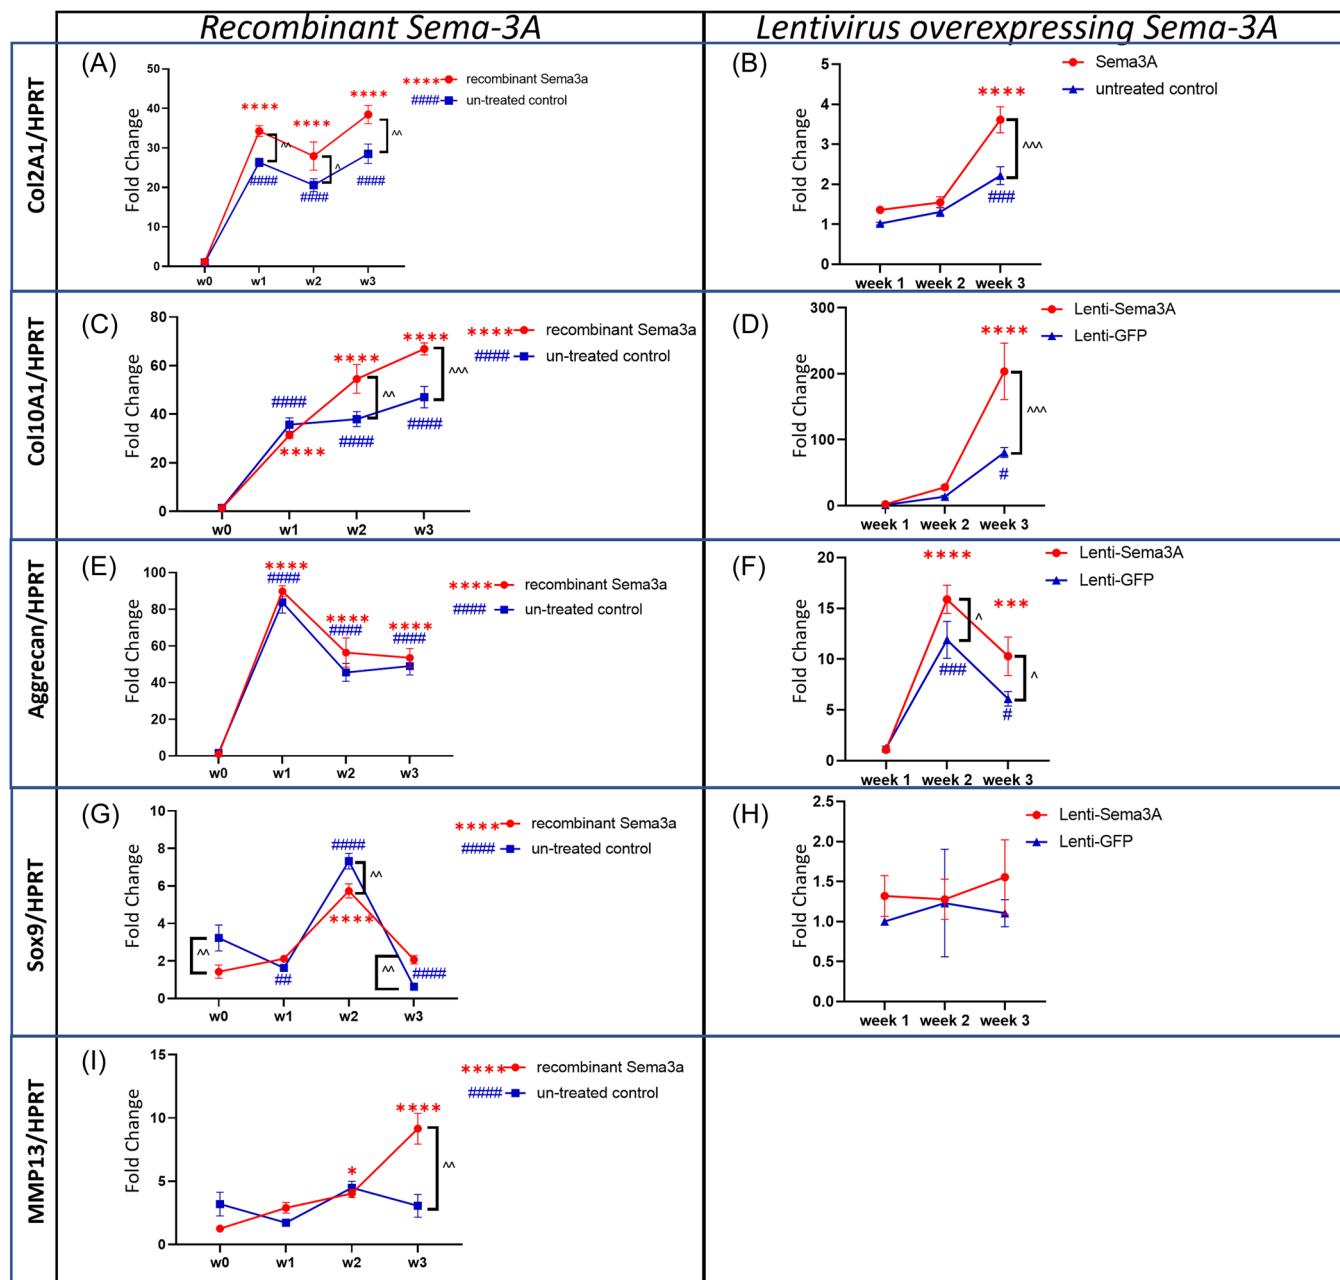 Recombinant Sema-3A
Lentivirus overexpressing Sema-3A
Col2A1/HPRT
(A)
Fold Change
50
40
30
20
10
0
w0 w1 w2 w3
**** recombinant Sema3a
#### un-treated control
**** **** ****
^^ ^ ^^
#### #### ####
(B)
Fold Change
5
4
3
2
1
0
week 1 week 2 week 3
Sema3A
untreated control
****
^^^
###
Col10A1/HPRT
(C)
Fold Change
80
60
40
20
0
w0 w1 w2 w3
**** recombinant Sema3a
#### un-treated control
#### **** ****
^^ ^^^
**** #### ####
(D)
Fold Change
300
200
100
0
week 1 week 2 week 3
Lenti-Sema3A
Lenti-GFP
****
^^^
#
Aggrecan/HPRT
(E)
Fold Change
100
80
60
40
20
0
w0 w1 w2 w3
**** recombinant Sema3a
#### un-treated control
**** **** ****
#### #### ####
(F)
Fold Change
20
15
10
5
0
week 1 week 2 week 3
Lenti-Sema3A
Lenti-GFP
**** ***
^ ^
### #
Sox9/HPRT
(G)
Fold Change
10
8
6
4
2
0
w0 w1 w2 w3
**** recombinant Sema3a
#### un-treated control
####
^^ ^^ ^^
****
## ####
(H)
Fold Change
2.5
2.0
1.5
1.0
0.5
0.0
week 1 week 2 week 3
Lenti-Sema3A
Lenti-GFP
MMP13/HPRT
(I)
Fold Change
15
10
5
0
w0 w1 w2 w3
**** recombinant Sema3a
#### un-treated control
* ****
^^